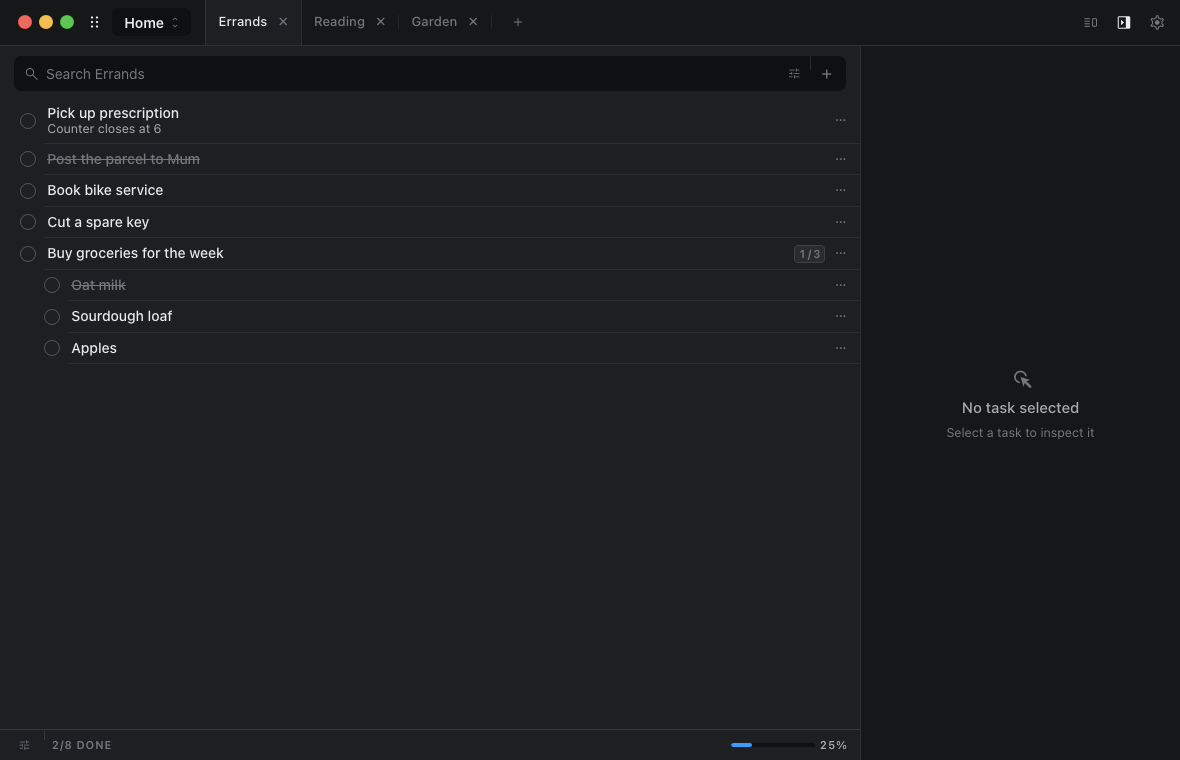 Home
Errands
Reading
Garden
Search Errands
Pick up prescription
Counter closes at 6
Post the parcel to Mum
Book bike service
Cut a spare key
Buy groceries for the week
1 / 3
Oat milk
Sourdough loaf
Apples
No task selected
Select a task to inspect it
2/8 DONE
25%